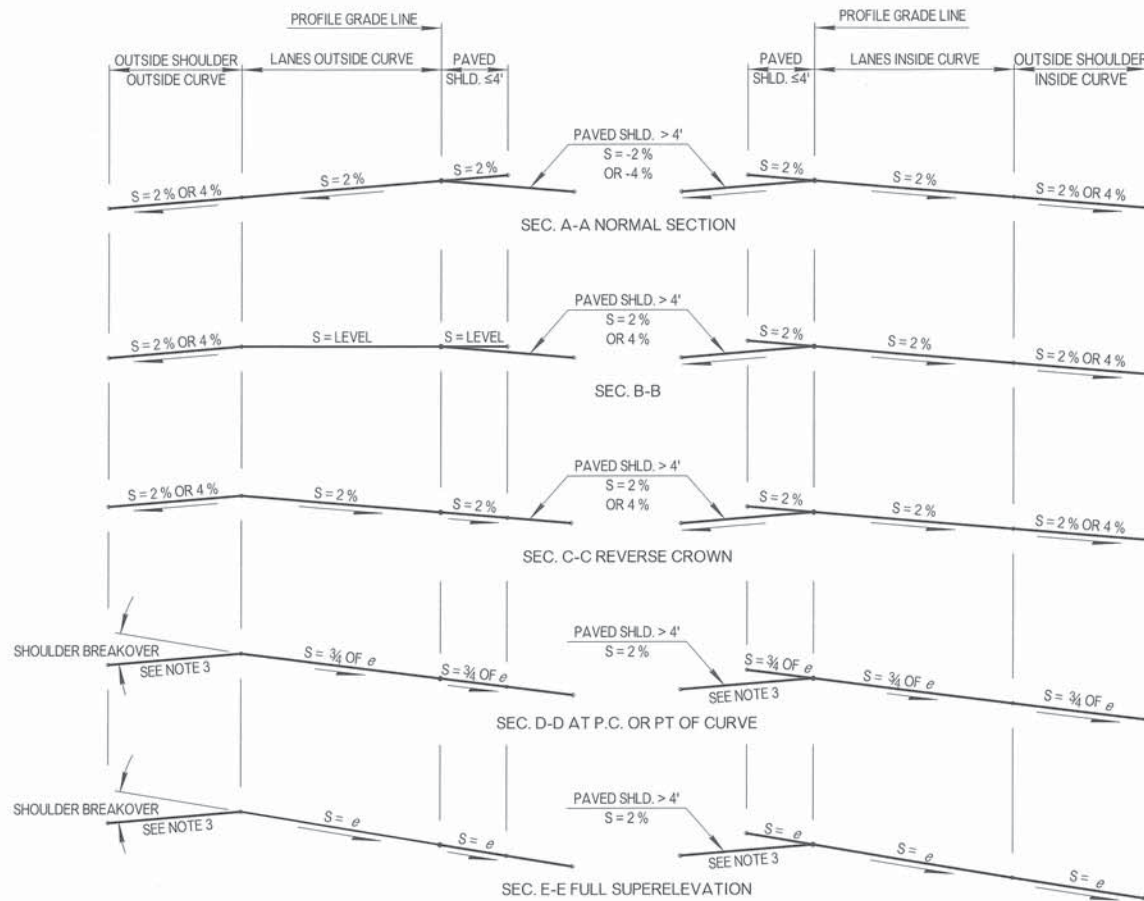 PROFILE GRADE LINE
PROFILE GRADE LINE
OUTSIDE SHOULDER
OUTSIDE CURVE
LANES OUTSIDE CURVE
PAVED
SHLD. ≤4'
PAVED
SHLD. ≤4'
LANES INSIDE CURVE
OUTSIDE SHOULDER
INSIDE CURVE
S = 2 % OR 4 %
S = 2%
S = 2%
PAVED SHLD. > 4'
S = -2 %
OR -4 %
S = 2%
S = 2%
S = 2 % OR 4 %
SEC. A-A NORMAL SECTION
S = 2 % OR 4 %
S = LEVEL
S = LEVEL
PAVED SHLD. > 4'
S = 2 %
OR 4 %
S = 2%
S = 2%
S = 2 % OR 4 %
SEC. B-B
S = 2 % OR 4 %
S = 2%
S = 2%
PAVED SHLD. > 4'
S = 2 %
OR 4 %
S = 2%
S = 2%
S = 2 % OR 4 %
SEC. C-C REVERSE CROWN
SHOULDER BREAKOVER
SEE NOTE 3
S = ¾ OF e
S = ¾ OF e
PAVED SHLD. > 4'
S = 2 %
SEE NOTE 3
S = ¾ OF e
S = ¾ OF e
S = ¾ OF e
SEC. D-D AT P.C. OR PT OF CURVE
SHOULDER BREAKOVER
SEE NOTE 3
S = e
S = e
PAVED SHLD. > 4'
S = 2 %
SEE NOTE 3
S = e
S = e
S = e
SEC. E-E FULL SUPERELEVATION